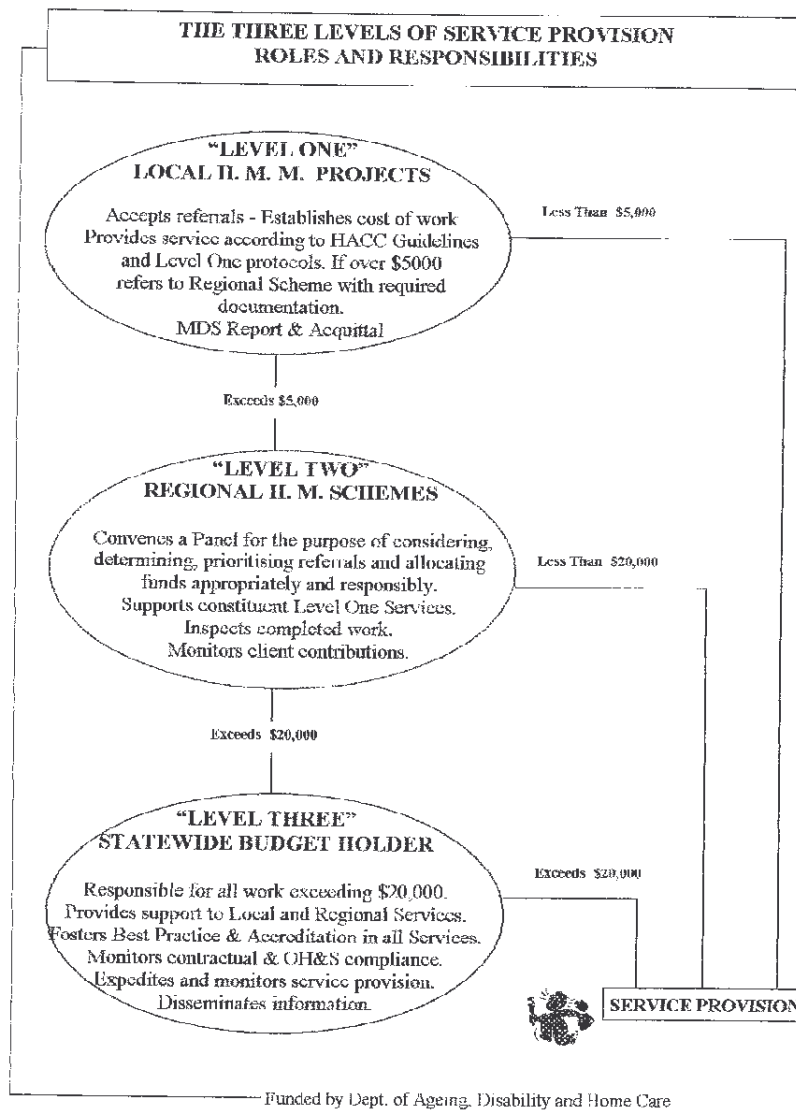 THE THREE LEVELS OF SERVICE PROVISION
ROLES AND RESPONSIBILITIES
“LEVEL ONE”
LOCAL H. M. M. PROJECTS
Accepts referrals - Establishes cost of work
Provides service according to HACC Guidelines
and Level One protocols. If over $5000
refers to Regional Scheme with required
documentation.
MDS Report & Acquittal
Less Than $5,000
Exceeds $5,000
“LEVEL TWO”
REGIONAL H. M. SCHEMES
Convenes a Panel for the purpose of considering,
determining, prioritising referrals and allocating
funds appropriately and responsibly.
Supports constituent Level One Services.
Inspects completed work.
Monitors client contributions.
Less Than $20,000
Exceeds $20,000
“LEVEL THREE”
STATEWIDE BUDGET HOLDER
Responsible for all work exceeding $20,000.
Provides support to Local and Regional Services.
Fosters Best Practice & Accreditation in all Services.
Monitors contractual & OH&S compliance.
Expedites and monitors service provision.
Disseminates information.
Exceeds $20,000
SERVICE PROVISION
Funded by Dept. of Ageing, Disability and Home Care